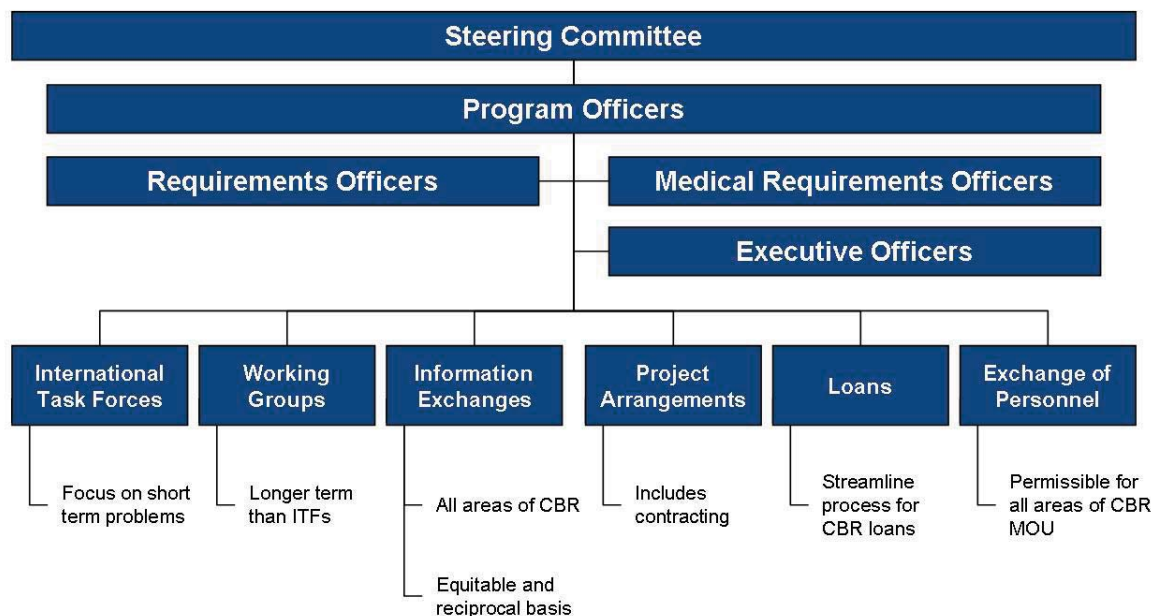 Steering Committee
Program Officers
Requirements Officers
Medical Requirements Officers
Executive Officers
International
Task Forces
Working
Groups
Information
Exchanges
Project
Arrangements
Loans
Exchange of
Personnel
Focus on short
term problems
Longer term
than ITFs
All areas of CBR
Equitable and
reciprocal basis
Includes
contracting
Streamline
process for
CBR loans
Permissible for
all areas of CBR
MOU